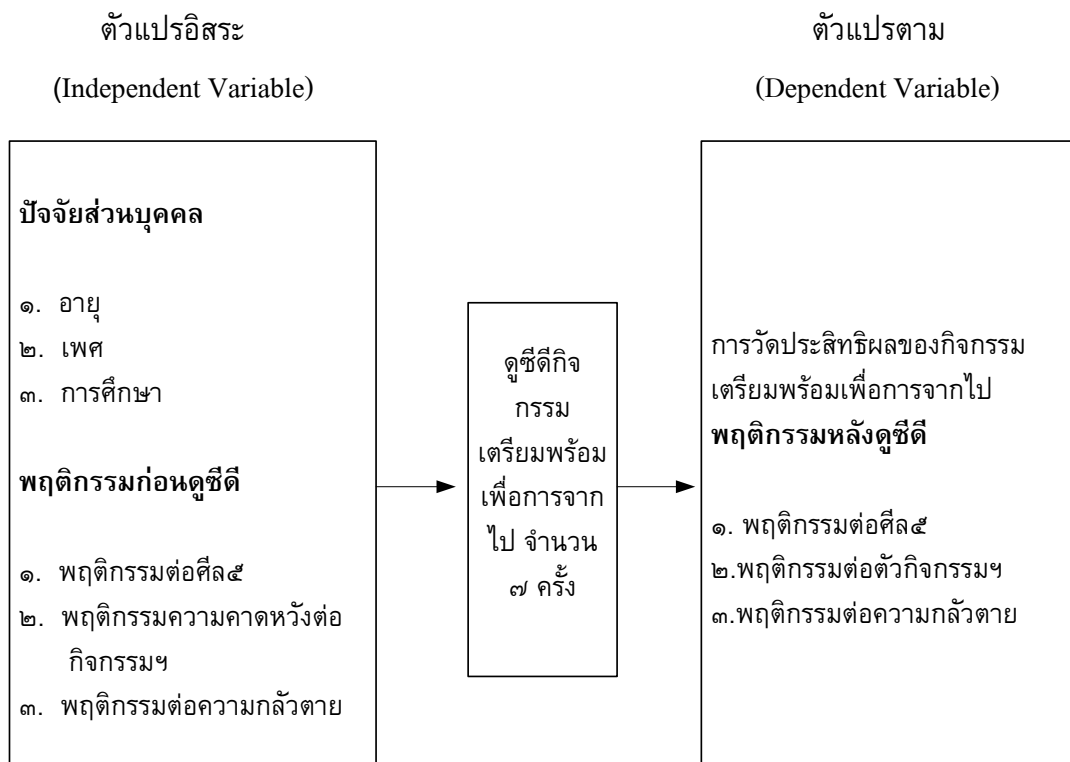 ตัวแปรอิสระ
(Independent Variable)
ปัจจัยส่วนบุคคล
๑. อายุ
๒. เพศ
๓. การศึกษา
พฤติกรรมก่อนดูซีดี
๑. พฤติกรรมต่อศีล๕
๒. พฤติกรรมความคาดหวังต่อ
กิจกรรมฯ
๓. พฤติกรรมต่อความกลัวตาย
ดูซีดีกิจ
กรรม
เตรียมพร้อม
เพื่อการจาก
ไป จำนวน
๗ ครั้ง
ตัวแปรตาม
(Dependent Variable)
การวัดประสิทธิผลของกิจกรรม
เตรียมพร้อมเพื่อการจากไป
พฤติกรรมหลังดูซีดี
๑. พฤติกรรมต่อศีล๕
๒.พฤติกรรมต่อตัวกิจกรรมฯ
๓.พฤติกรรมต่อความกลัวตาย